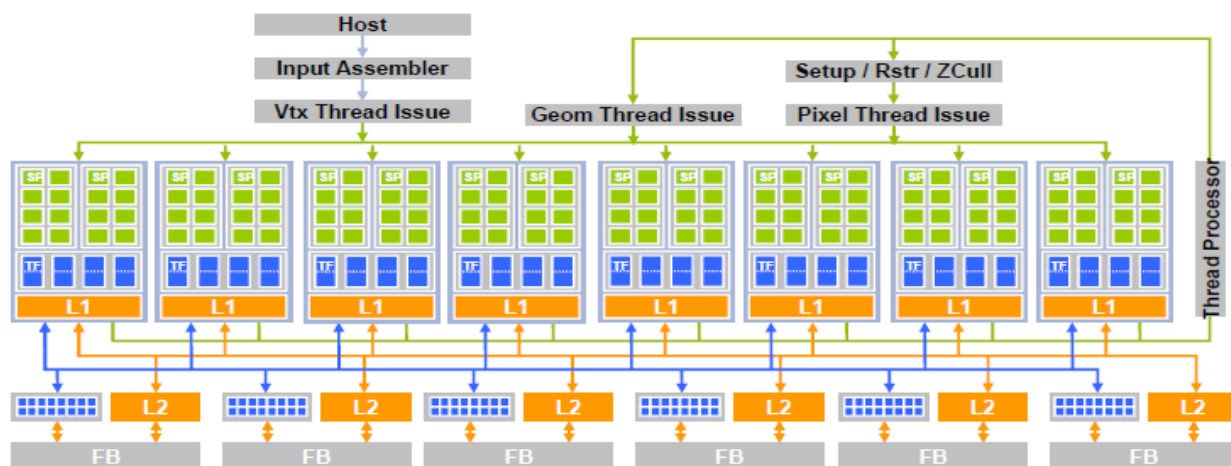 Host
Input Assembler
Setup / Rstr / ZCull
Vtx Thread Issue
Geom Thread Issue
Pixel Thread Issue
SP SP SP SP SP SP SP SP SP SP SP SP SP SP SP SP
Thread Processor
TF TF TF TF TF TF TF TF
L1 L1 L1 L1 L1 L1 L1 L1
L2 L2 L2 L2 L2 L2
FB FB FB FB FB FB